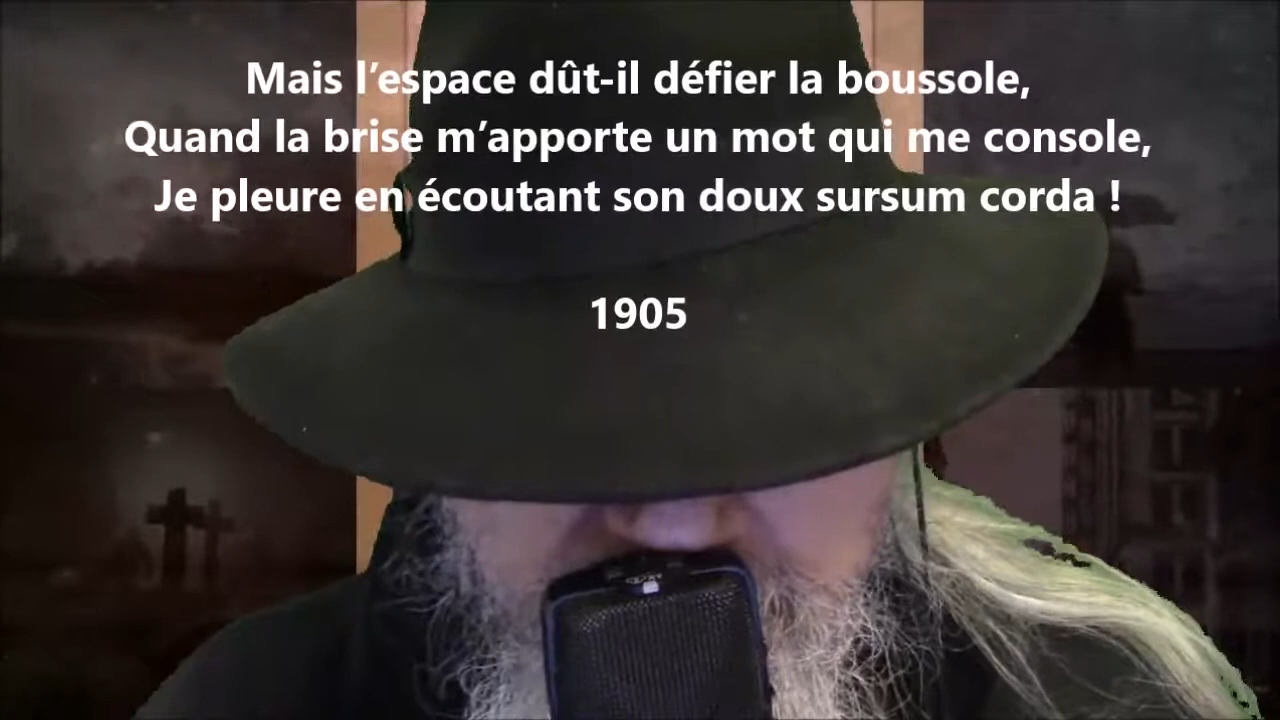 Mais l’espace dût-il défier la boussole,
Quand la brise m’apporte un mot qui me console,
Je pleure en écoutant son doux sursum corda !
1905